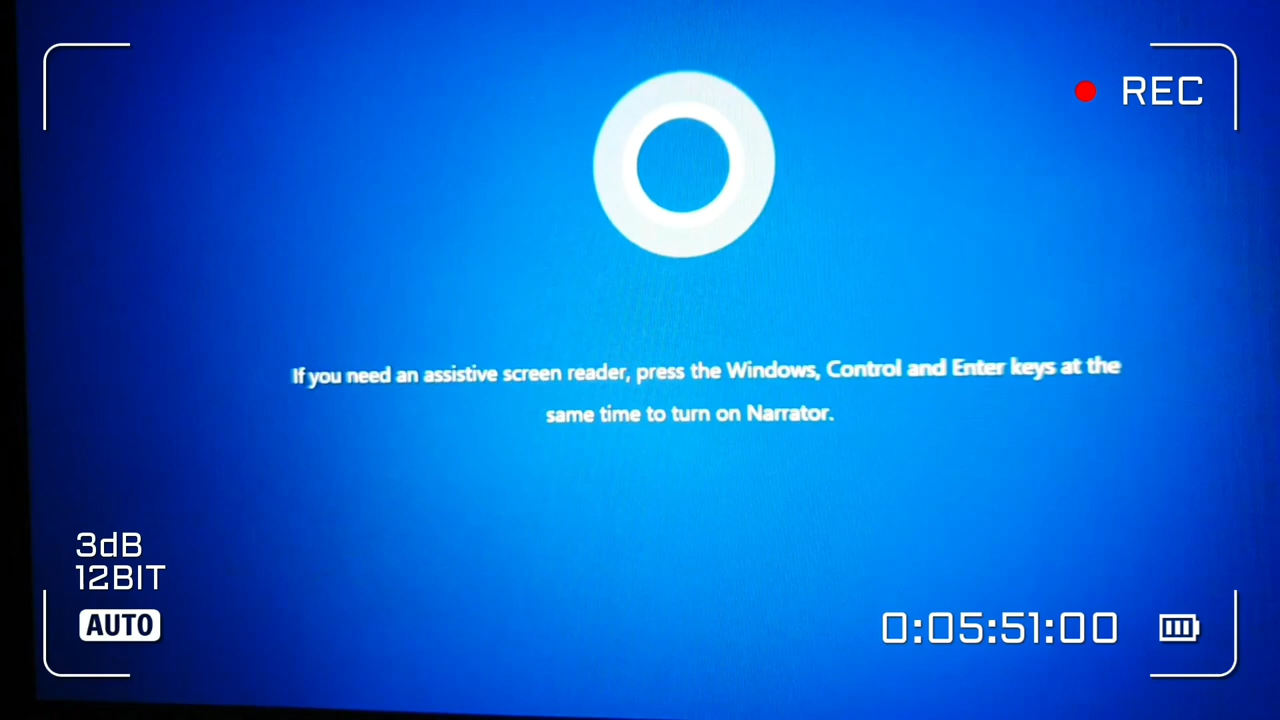 REC
If you need an assistive screen reader, press the Windows, Control and Enter keys at the
same time to turn on Narrator.
3dB
12BIT
AUTO
0:05:51:00